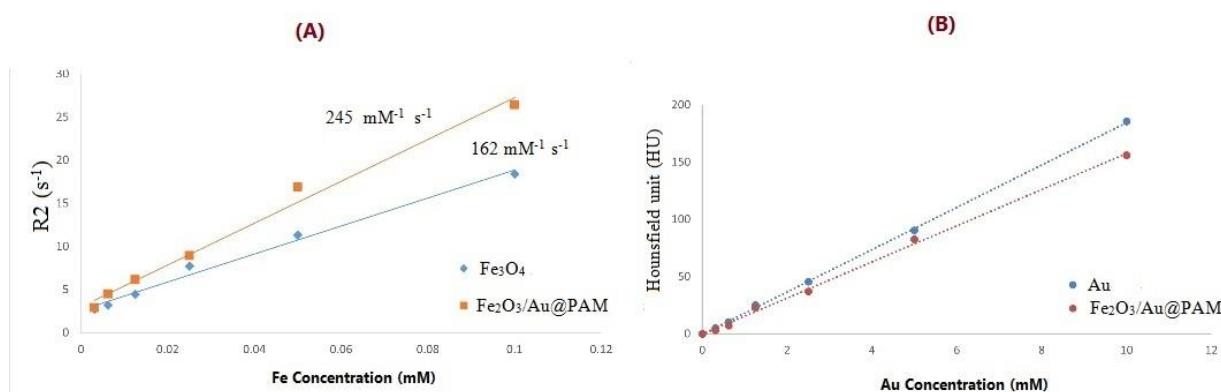 (A)
30
25
20
15
10
5
0
R2 (s⁻¹)
245 mM⁻¹ s⁻¹
162 mM⁻¹ s⁻¹
Fe₃O₄
Fe₂O₃/Au@PAM
0 0.02 0.04 0.06 0.08 0.1 0.12
Fe Concentration (mM)
(B)
200
150
100
50
0
Hounsfield unit (HU)
Au
Fe₂O₃/Au@PAM
0 2 4 6 8 10 12
Au Concentration (mM)